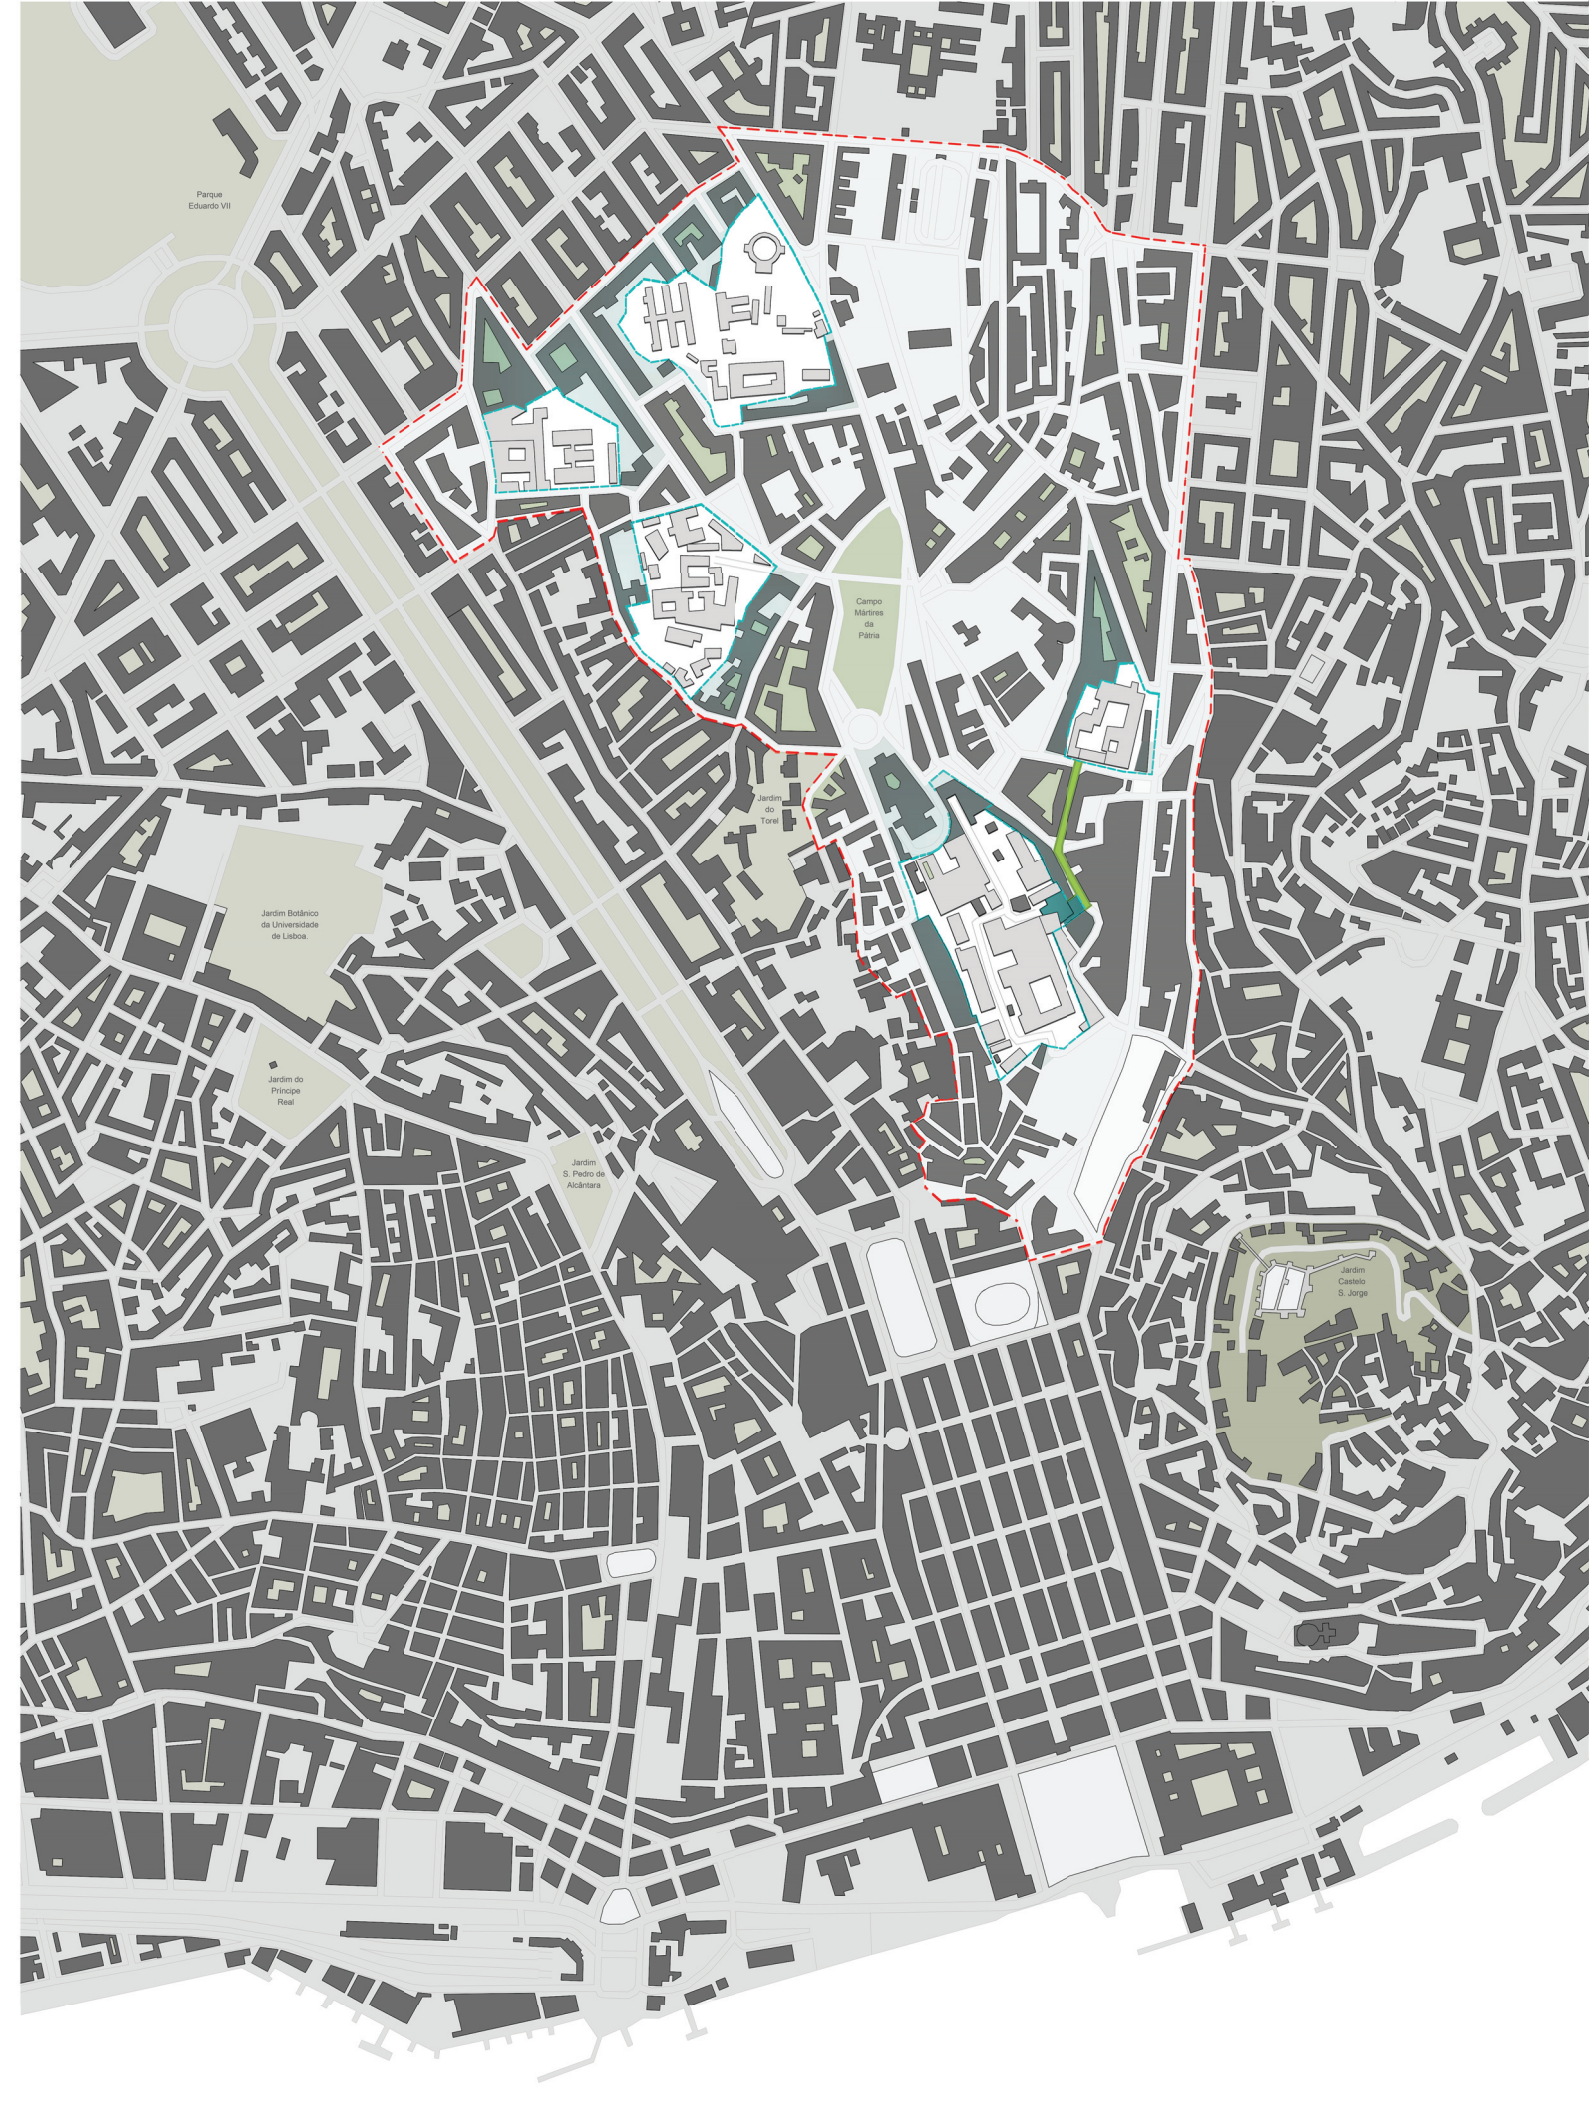 Parque
Eduardo VII
Campo
Mártires
da
Pátria
Jardim
do
Torel
Jardim Botânico
da Universidade
de Lisboa.
Jardim do
Príncipe
Real
Jardim
S. Pedro de
Alcântara
Jardim
Castelo
S. Jorge